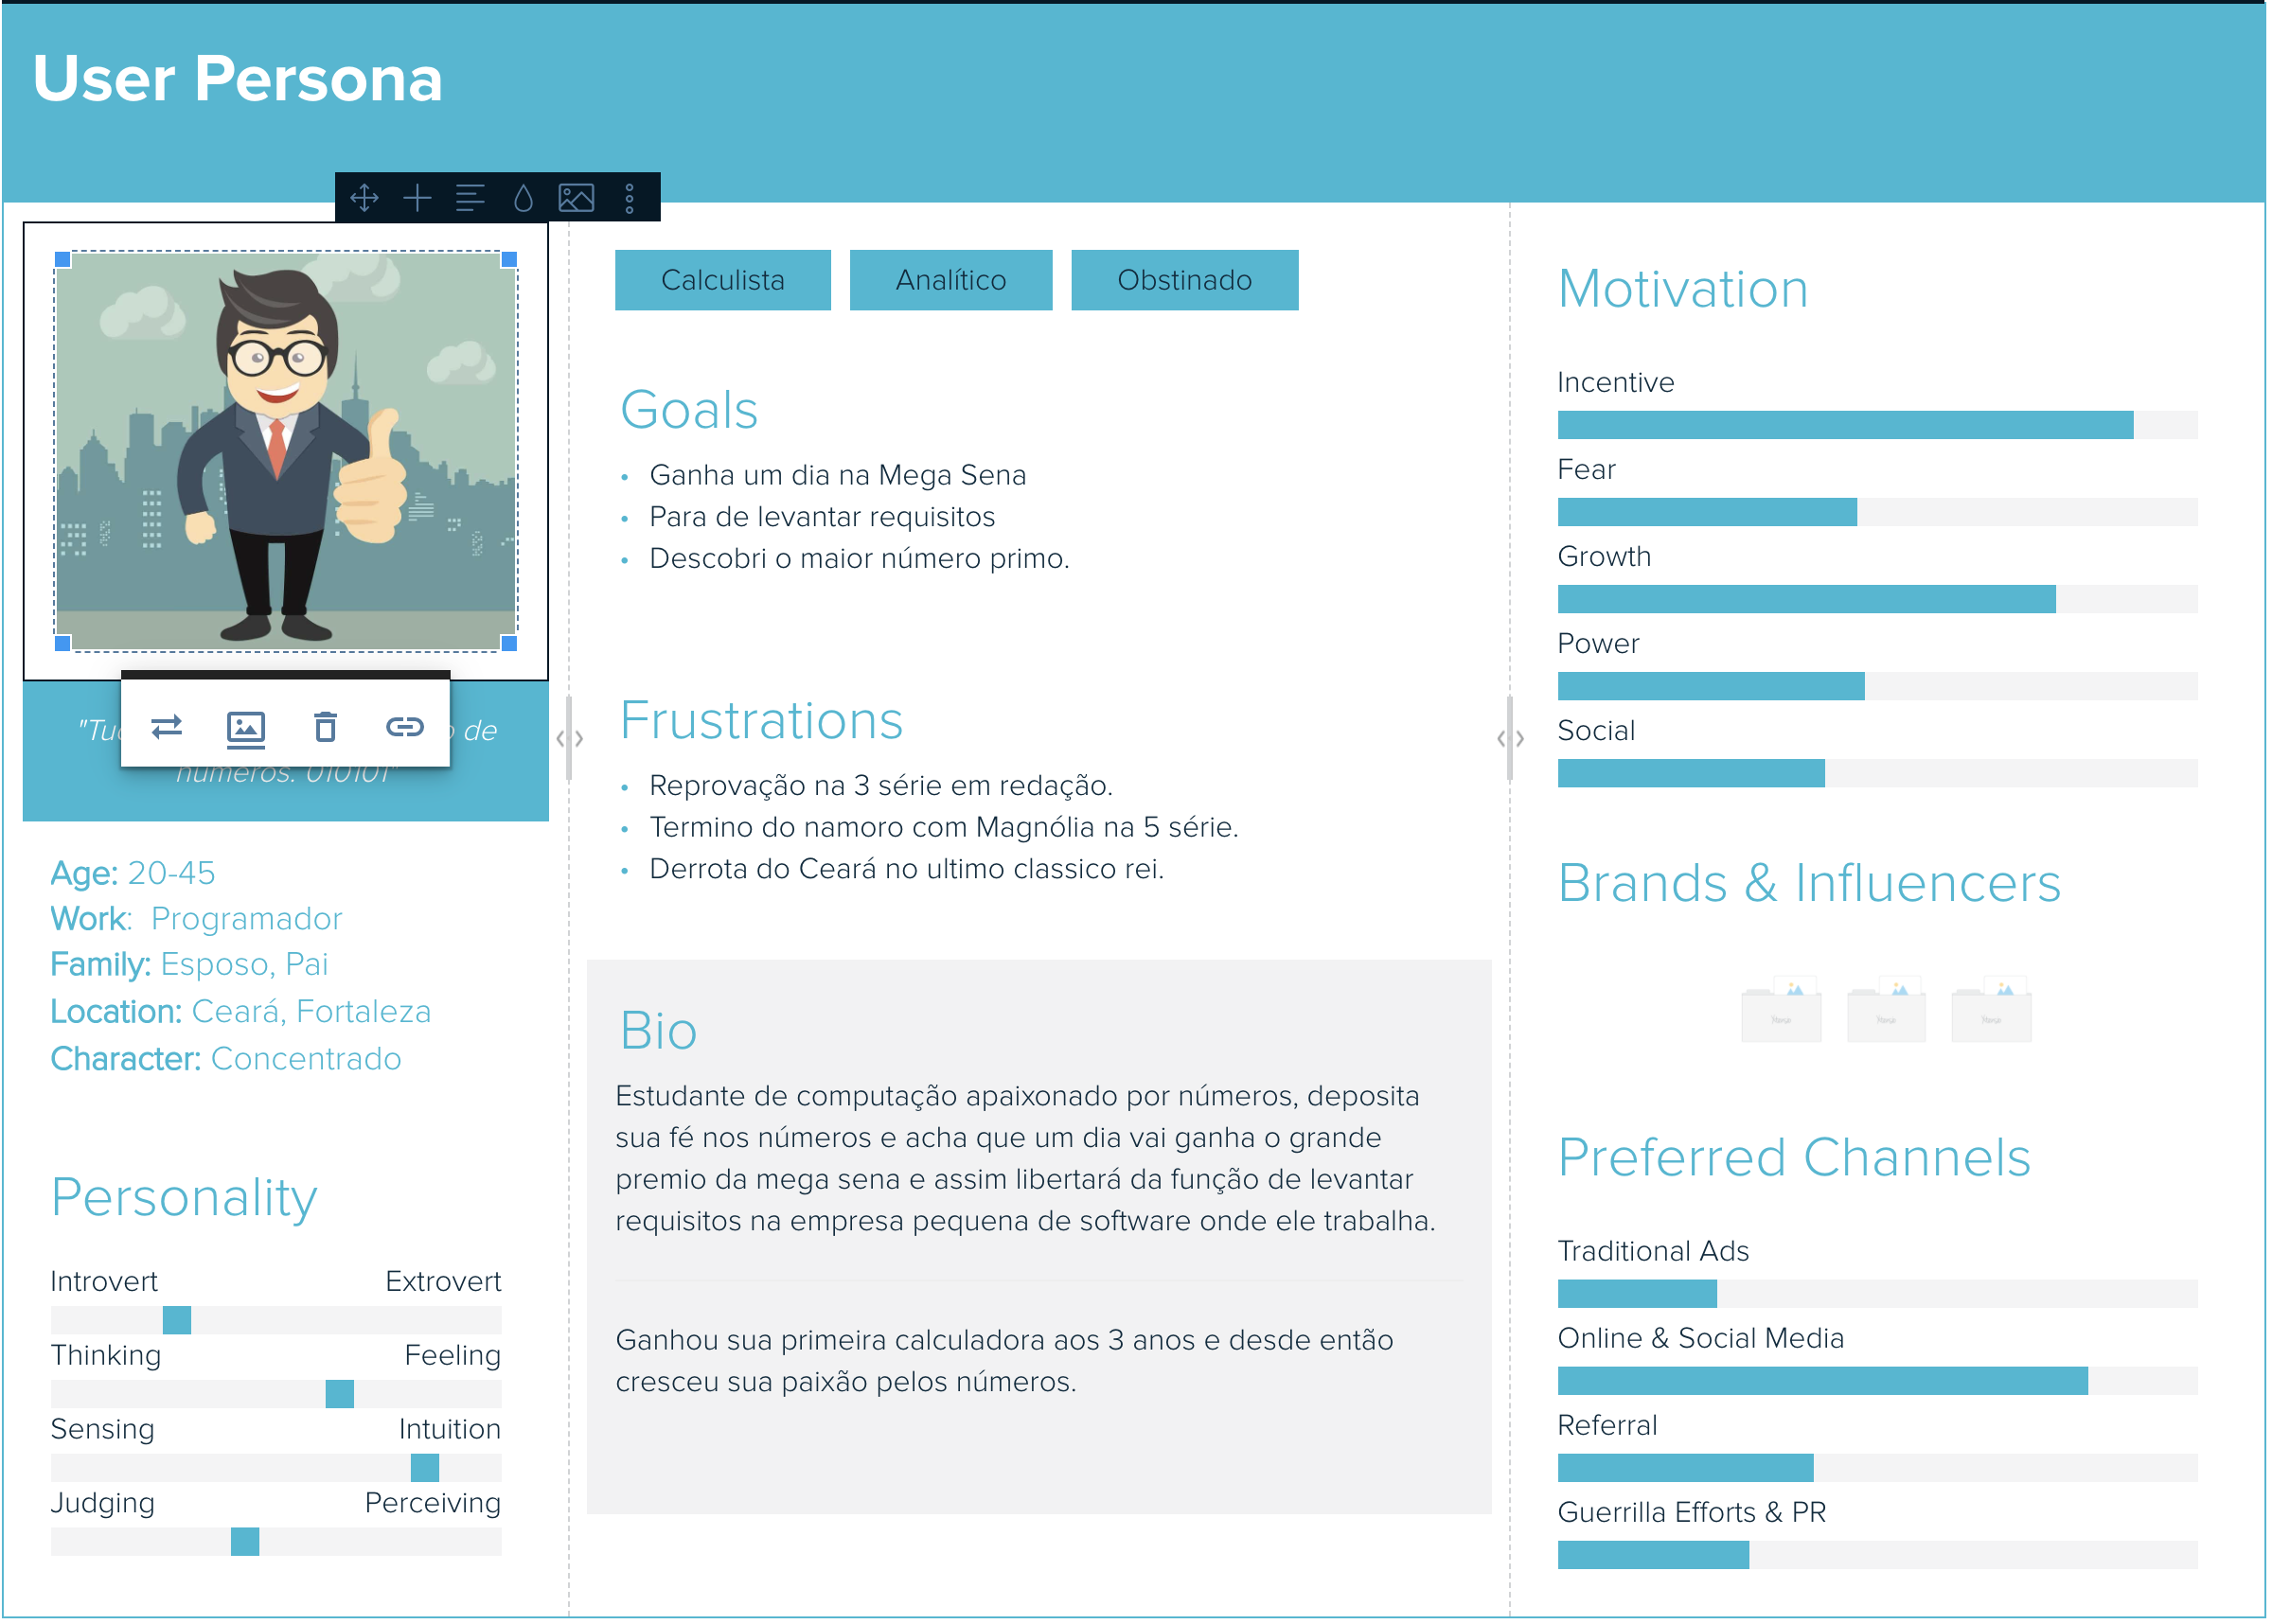 User Persona
"Tu de
números. 010101"
Age: 20-45
Work: Programador
Family: Esposo, Pai
Location: Ceará, Fortaleza
Character: Concentrado
Personality
Introvert Extrovert
Thinking Feeling
Sensing Intuition
Judging Perceiving
Calculista Analítico Obstinado
Goals
• Ganha um dia na Mega Sena
• Para de levantar requisitos
• Descobri o maior número primo.
Frustrations
• Reprovação na 3 série em redação.
• Termino do namoro com Magnólia na 5 série.
• Derrota do Ceará no ultimo classico rei.
Bio
Estudante de computação apaixonado por números, deposita
sua fé nos números e acha que um dia vai ganha o grande
premio da mega sena e assim libertará da função de levantar
requisitos na empresa pequena de software onde ele trabalha.
Ganhou sua primeira calculadora aos 3 anos e desde então
cresceu sua paixão pelos números.
Motivation
Incentive
Fear
Growth
Power
Social
Brands & Influencers
Preferred Channels
Traditional Ads
Online & Social Media
Referral
Guerrilla Efforts & PR